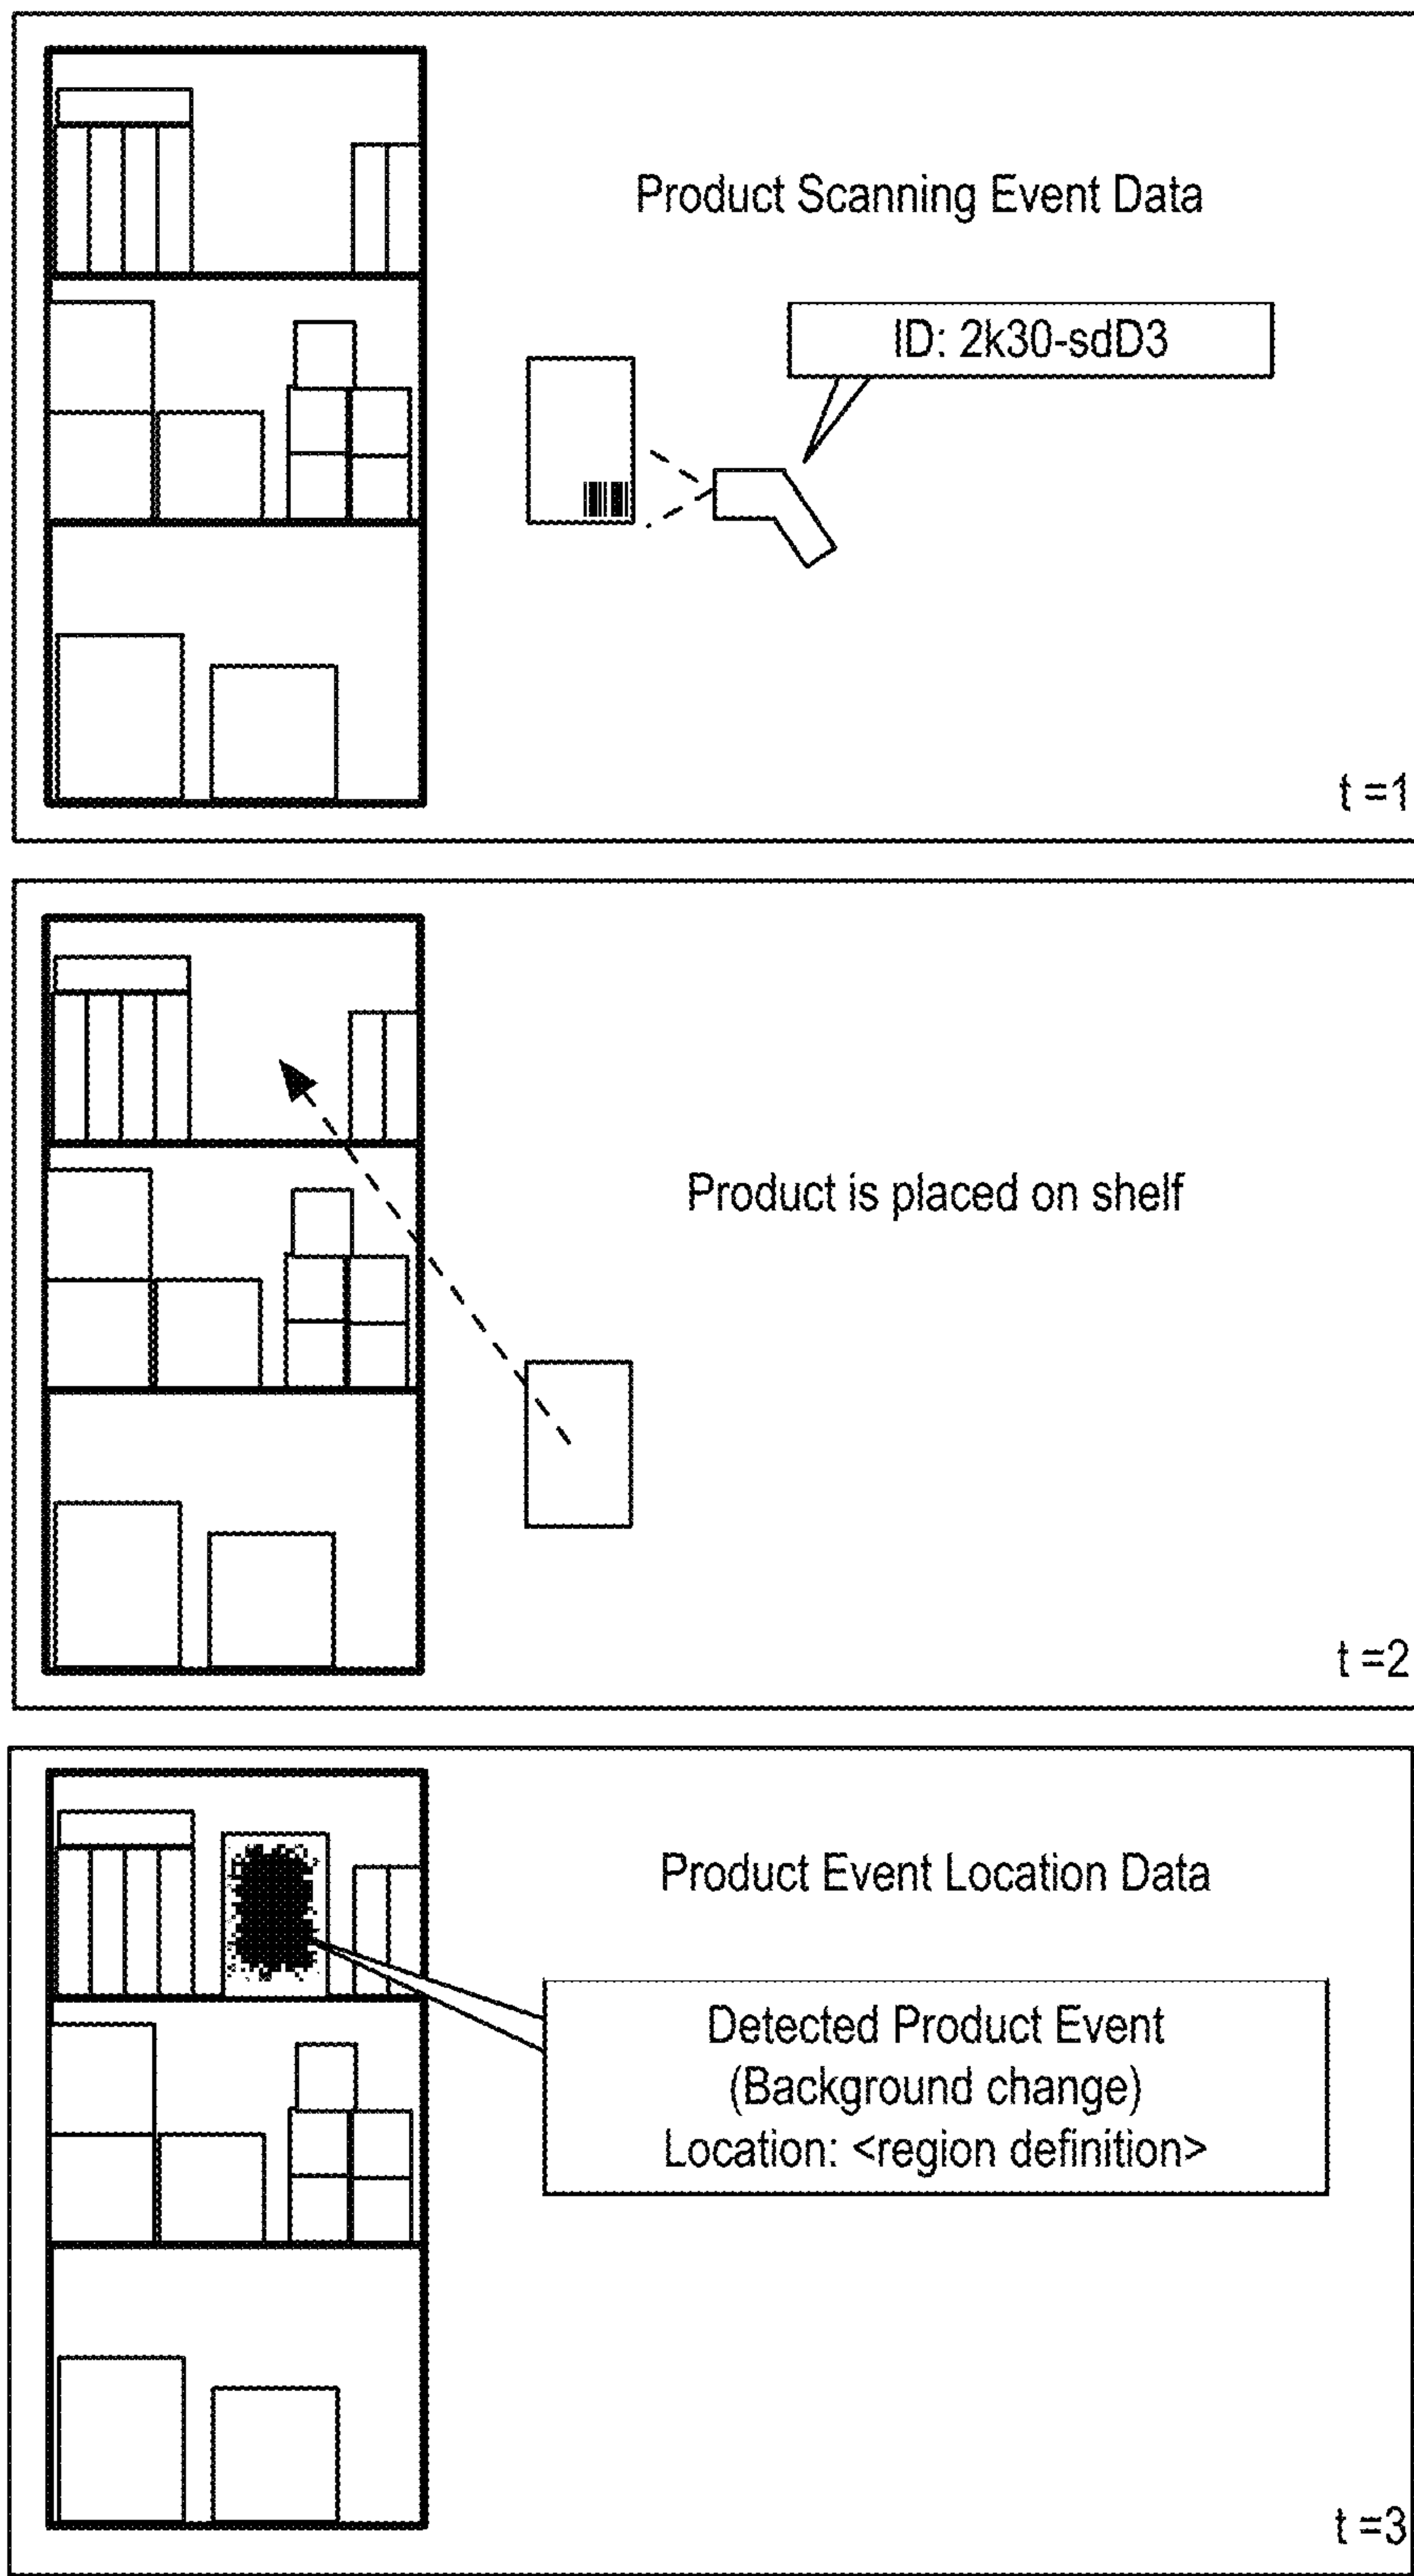 Product Scanning Event Data
ID: 2k30-sdD3
t =1
Product is placed on shelf
t =2
Product Event Location Data
Detected Product Event
(Background change)
Location: <region definition>
t =3